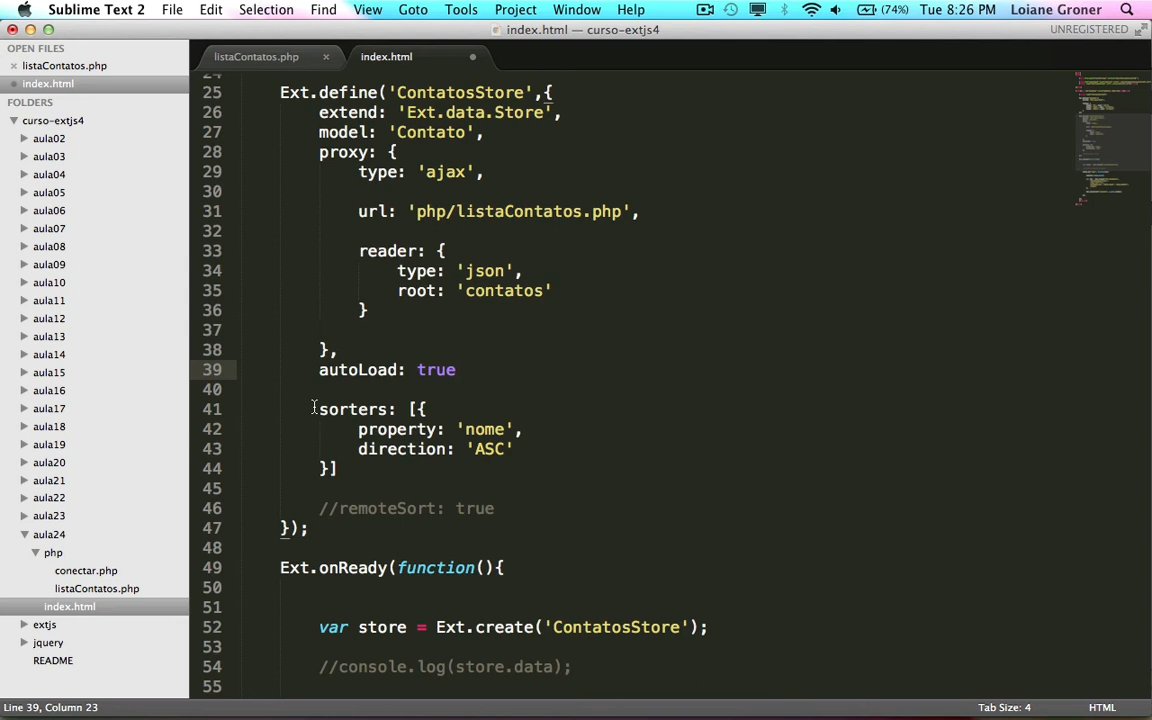 Sublime Text 2 File Edit Selection Find View Goto Tools Project Window Help (74%) Tue 8:26 PM Loiane Groner
index.html — curso-extjs4 UNREGISTERED
OPEN FILES
listaContatos.php
index.html
FOLDERS
curso-extjs4
aula02
aula03
aula04
aula05
aula06
aula07
aula08
aula09
aula10
aula11
aula12
aula13
aula14
aula15
aula16
aula17
aula18
aula19
aula20
aula21
aula22
aula23
aula24
php
conectar.php
listaContatos.php
index.html
extjs
jquery
README
listaContatos.php × index.html
24
25 Ext.define('ContatosStore',{
26 extend: 'Ext.data.Store',
27 model: 'Contato',
28 proxy: {
29 type: 'ajax',
30
31 url: 'php/listaContatos.php',
32
33 reader: {
34 type: 'json',
35 root: 'contatos'
36 }
37
38 },
39 autoLoad: true
40
41 sorters: [{
42 property: 'nome',
43 direction: 'ASC'
44 }]
45
46 //remoteSort: true
47 });
48
49 Ext.onReady(function(){
50
51
52 var store = Ext.create('ContatosStore');
53
54 //console.log(store.data);
55
Line 39, Column 23 Tab Size: 4 HTML